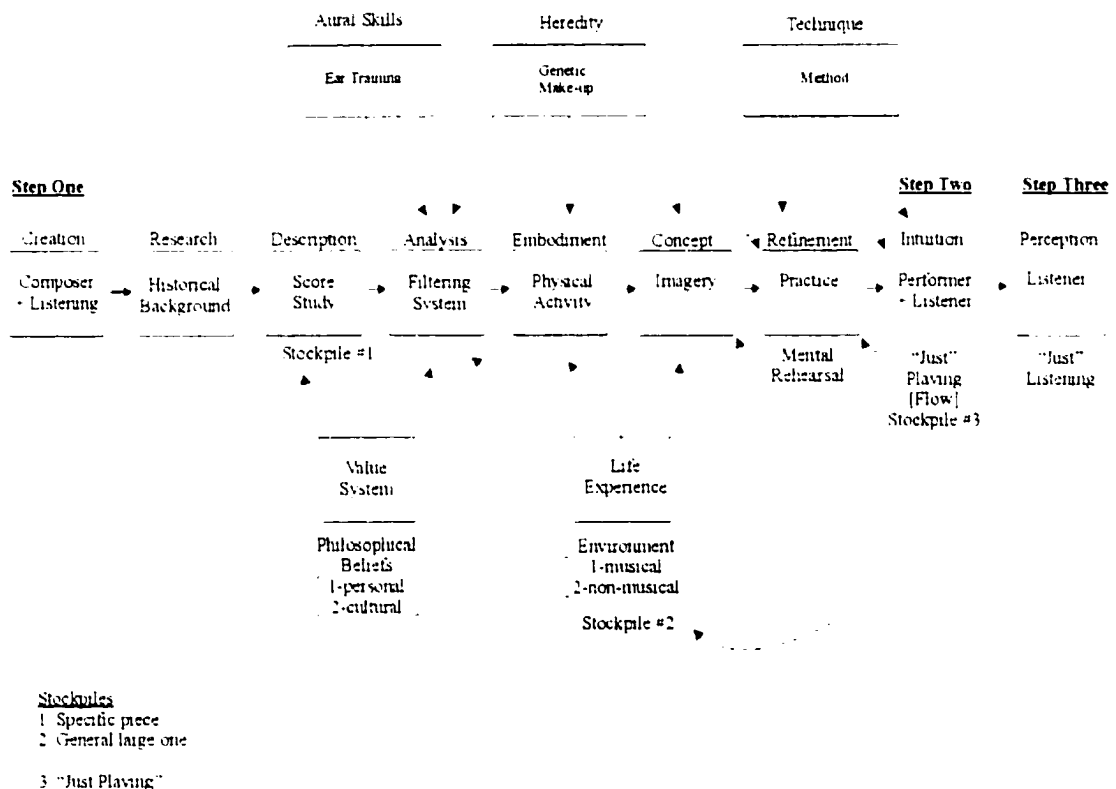 Aural Skills
Heredity
Technique
Ear Training
Genetic
Make-up
Method
Step One
Step Two
Step Three
Creation
Research
Description
Analysis
Embodiment
Concept
Refinement
Intuition
Perception
Composer
+ Listening
Historical
Background
Score
Study
Filtering
System
Physical
Activity
Imagery
Practice
Performer
+ Listener
Listener
Stockpile #1
Mental
Rehearsal
"Just"
Playing
[Flow]
Stockpile #3
"Just"
Listening
Value
System
Life
Experience
Philosophical
Beliefs
1-personal
2-cultural
Environment
1-musical
2-non-musical
Stockpile #2
Stockpiles
1 Specific piece
2 General large one
3 "Just Playing"